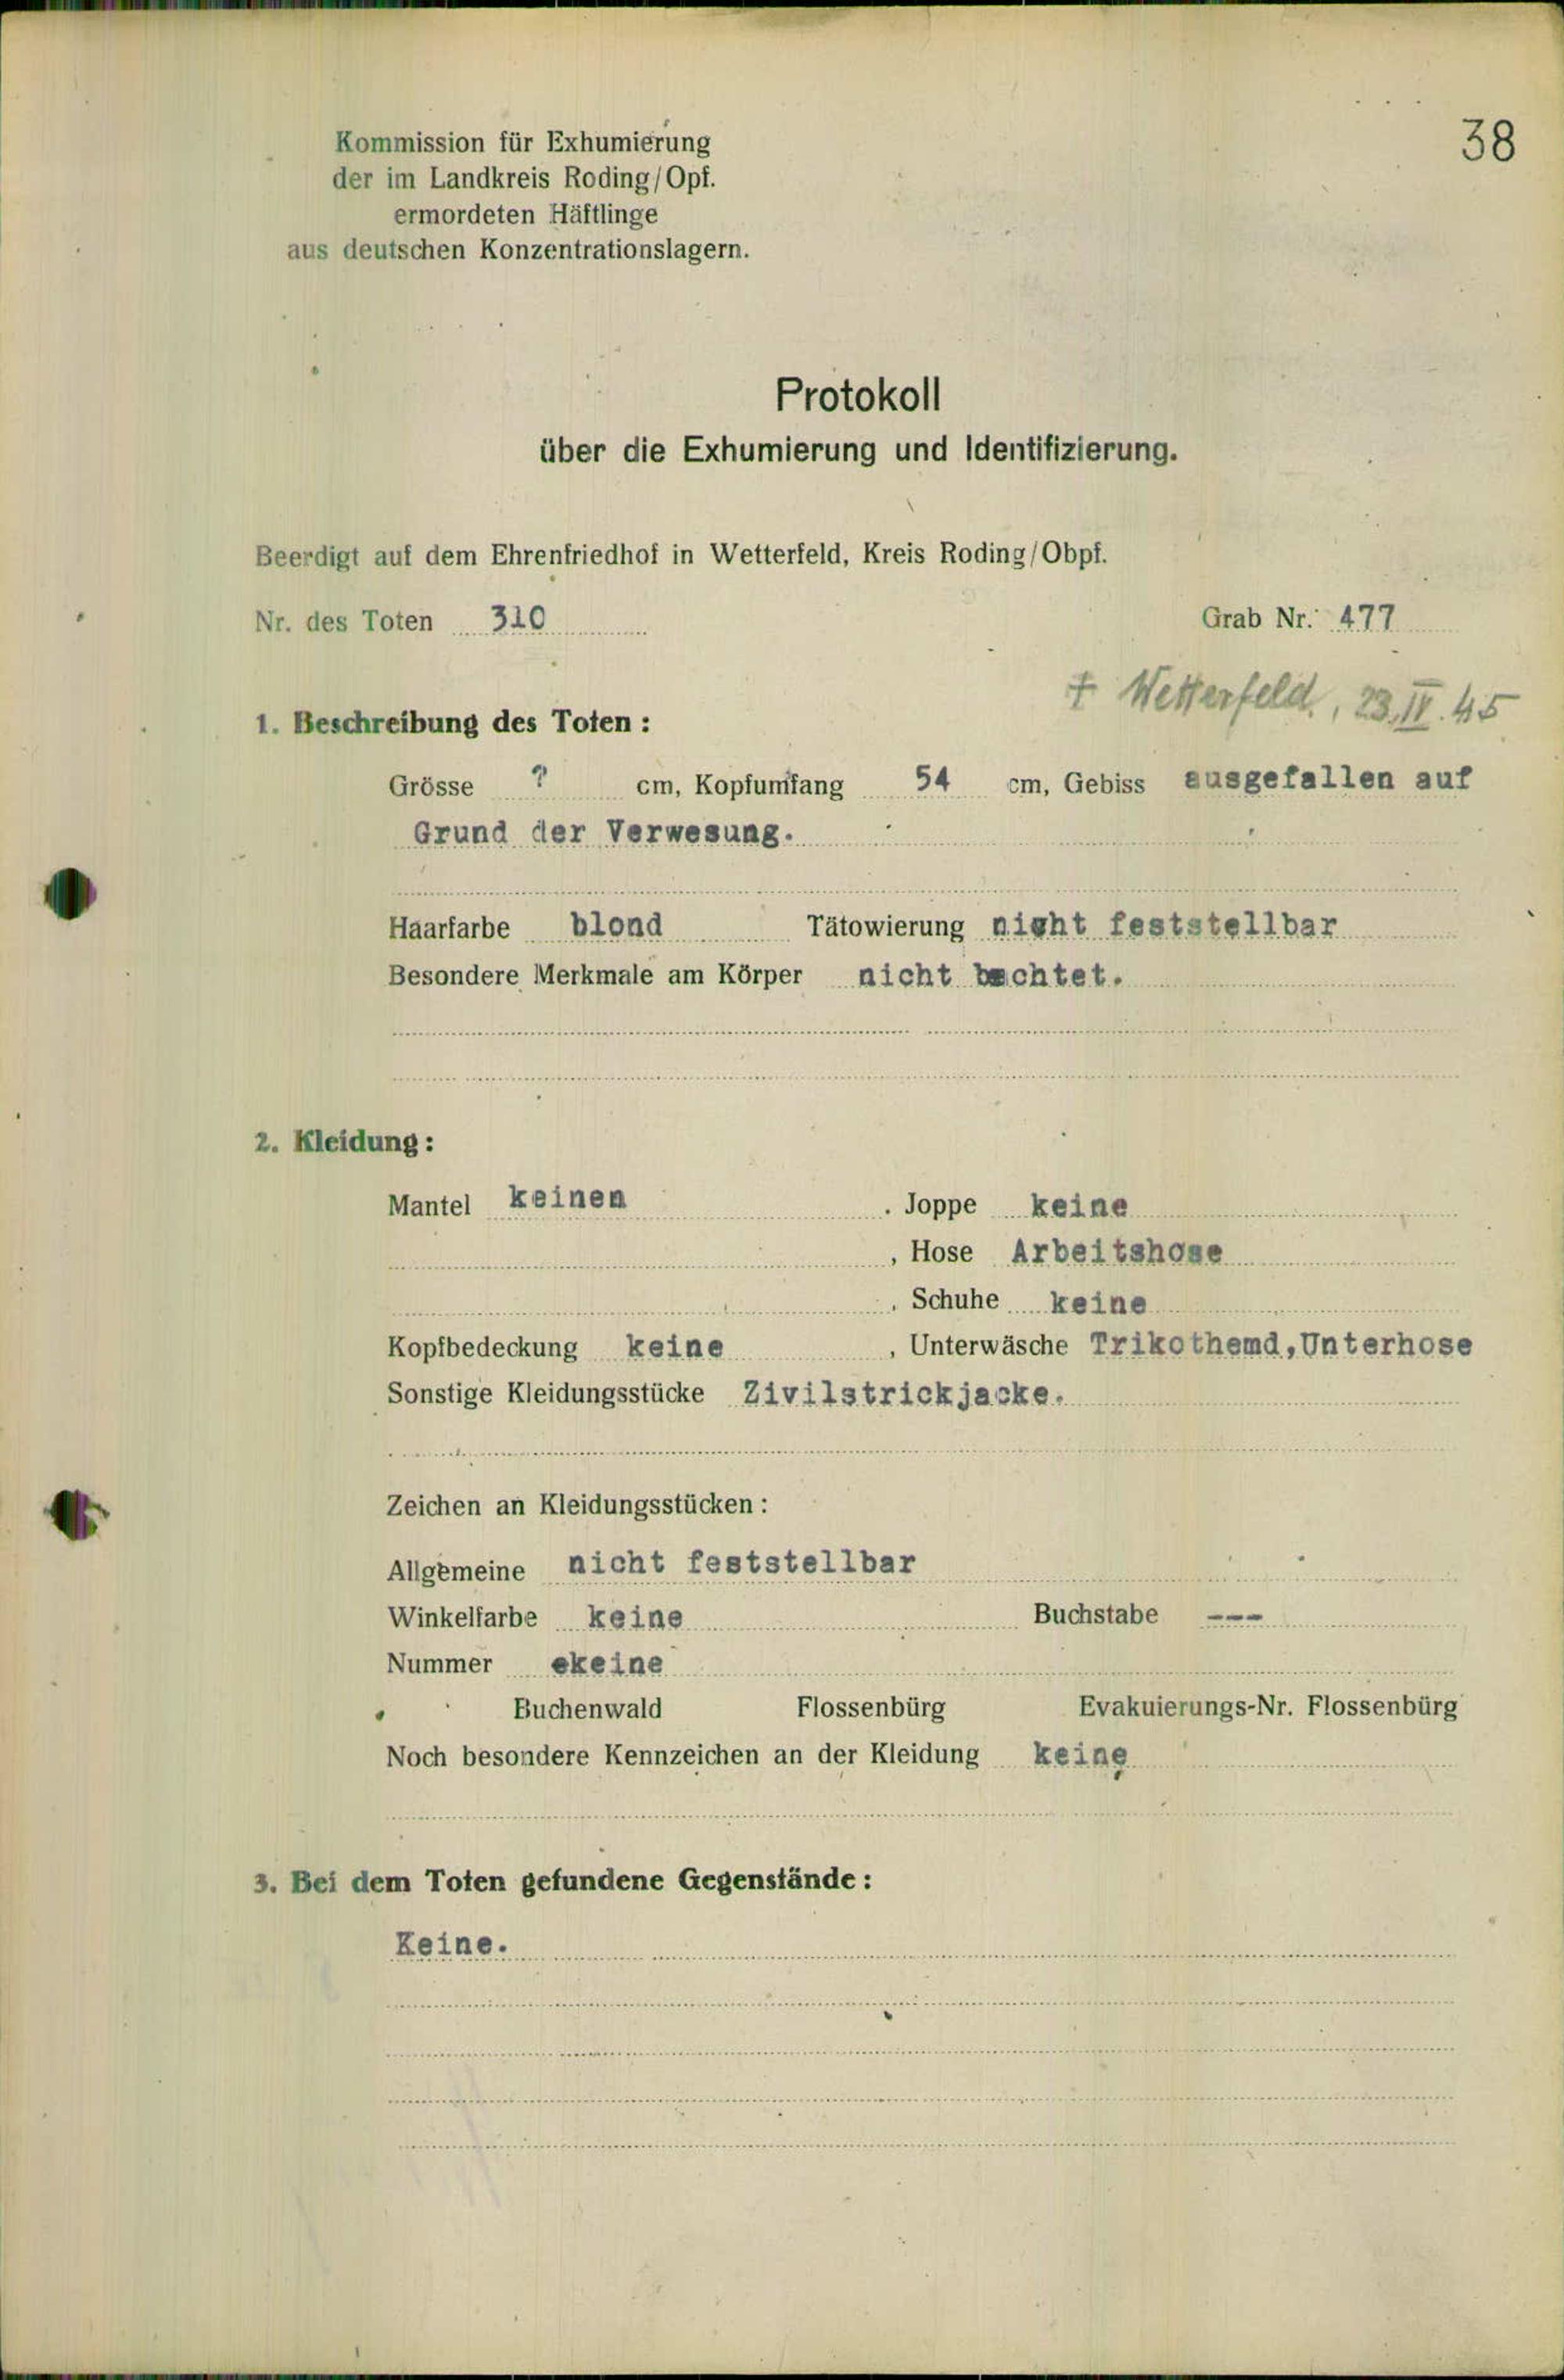 38
Kommission für Exhumierung
der im Landkreis Roding/Opf.
ermordeten Häftlinge
aus deutschen Konzentrationslagern.
Protokoll
über die Exhumierung und Identifizierung.
Beerdigt auf dem Ehrenfriedhof in Wetterfeld, Kreis Roding/Obpf.
Nr. des Toten 310 Grab Nr. 477
+ Wetterfeld, 23.IV.45
1. Beschreibung des Toten:
Grösse ? cm, Kopfumfang 54 cm, Gebiss ausgefallen auf
Grund der Verwesung.
Haarfarbe blond Tätowierung nicht feststellbar
Besondere Merkmale am Körper nicht bachtet.
2. Kleidung:
Mantel keinen . Joppe keine
, Hose Arbeitshose
, Schuhe keine
Kopfbedeckung keine , Unterwäsche Trikothemd,Unterhose
Sonstige Kleidungsstücke Zivilstrickjacke.
Zeichen an Kleidungsstücken:
Allgemeine nicht feststellbar
Winkelfarbe keine Buchstabe ---
Nummer ekeine
Buchenwald Flossenbürg Evakuierungs-Nr. Flossenbürg
Noch besondere Kennzeichen an der Kleidung keine
3. Bei dem Toten gefundene Gegenstände:
Keine.